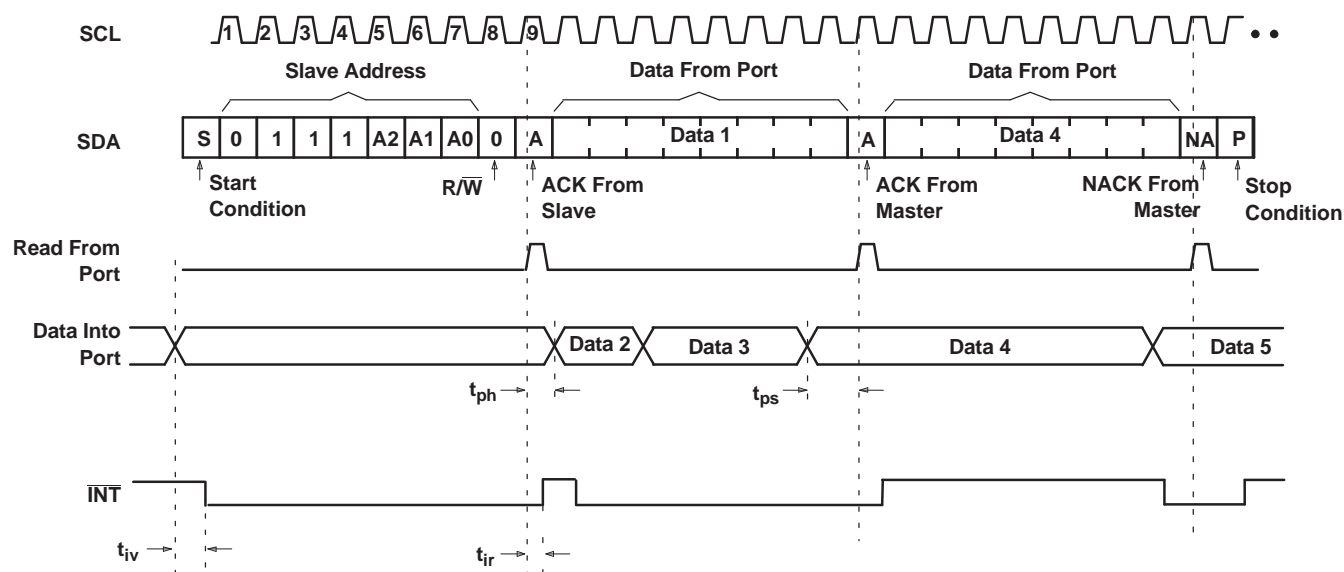 SCL
1 2 3 4 5 6 7 8 9
Slave Address
Data From Port
Data From Port
SDA
S 0 1 1 1 A2 A1 A0 0 A Data 1 A Data 4 NA P
Start
Condition
R/W
ACK From
Slave
ACK From
Master
NACK From
Master
Stop
Condition
Read From
Port
Data Into
Port
Data 2 Data 3 Data 4 Data 5
tph
tps
INT
tiv
tir